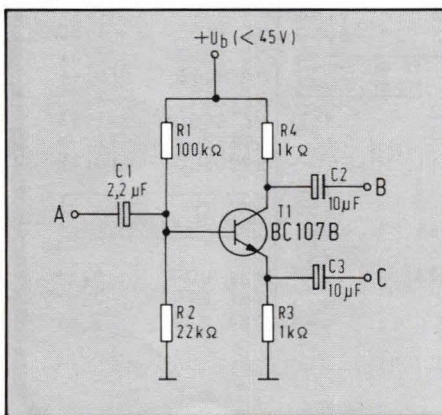 +Ub (< 45V)
R1
100kΩ
R4
1kΩ
C1
2,2 µF
C2
10µF
B
A
T1
BC107B
C3
10µF
C
R2
22kΩ
R3
1kΩ